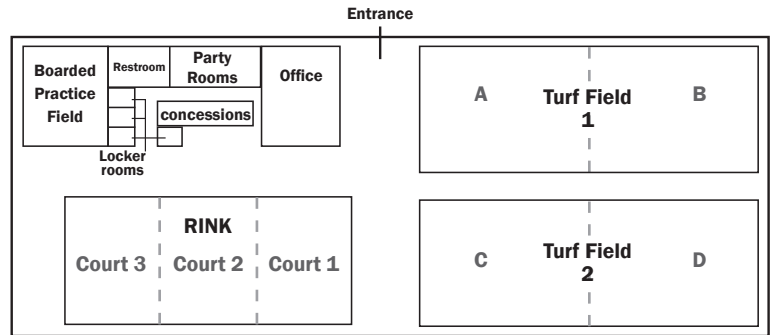 Entrance
Boarded
Practice
Field
Restroom
Party
Rooms
Office
concessions
Locker
rooms
A
Turf Field
1
B
RINK
Court 3
Court 2
Court 1
C
Turf Field
2
D